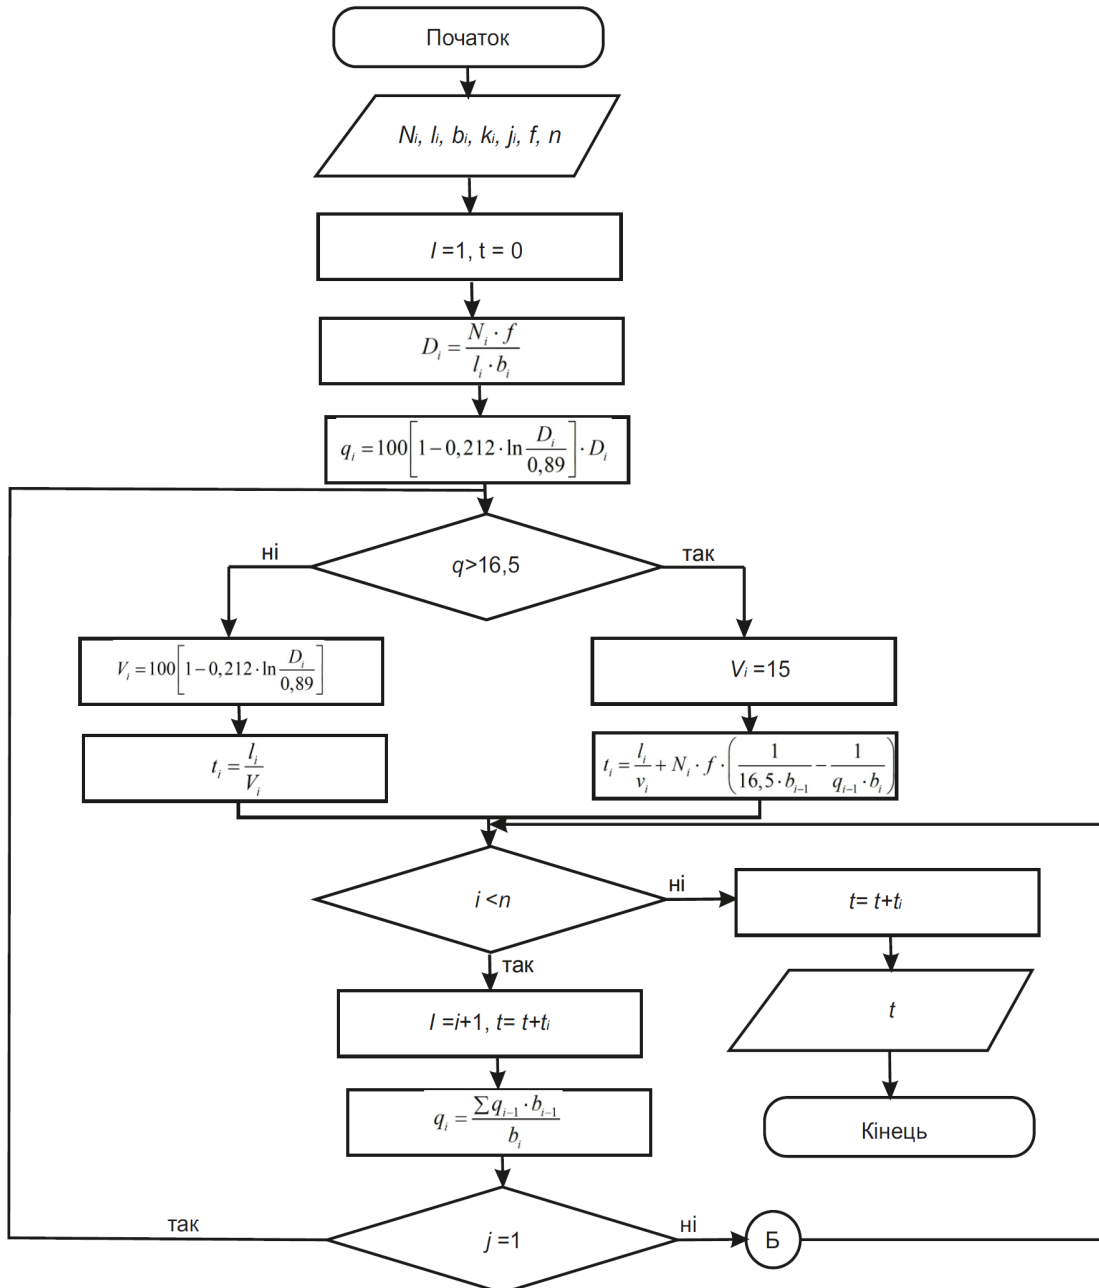 Початок
Nᵢ, lᵢ, bᵢ, kᵢ, jᵢ, f, n
I =1, t = 0
Dᵢ = (Nᵢ · f) / (lᵢ · bᵢ)
qᵢ = 100[1 − 0,212 · ln (Dᵢ / 0,89)] · Dᵢ
q>16,5
ні
так
Vᵢ = 100[1 − 0,212 · ln (Dᵢ / 0,89)]
Vᵢ =15
tᵢ = lᵢ / Vᵢ
tᵢ = lᵢ / vᵢ + Nᵢ · f · (1 / (16,5 · bᵢ₋₁) − 1 / (qᵢ₋₁ · bᵢ))
i <n
ні
t= t+tᵢ
так
I =i+1, t= t+tᵢ
t
qᵢ = (∑ qᵢ₋₁ · bᵢ₋₁) / bᵢ
Кінець
так
j =1
ні
Б